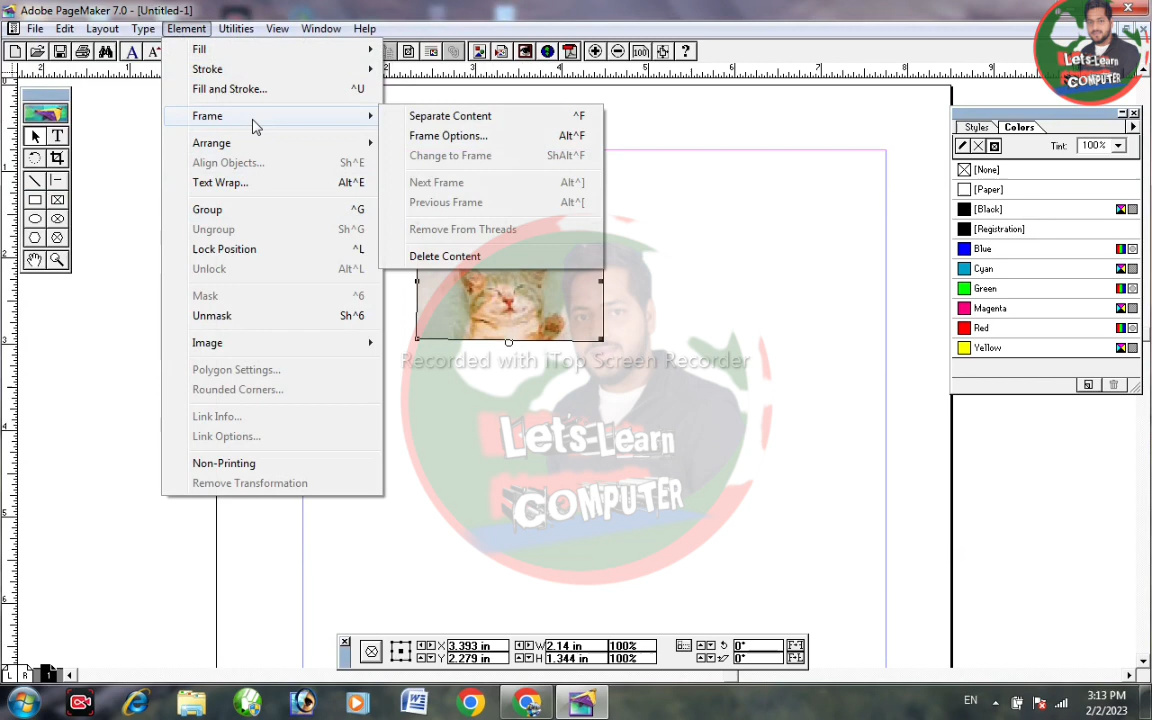 Adobe PageMaker 7.0 - [Untitled-1]
File Edit Layout Type Element Utilities View Window Help
Fill
Stroke
Fill and Stroke... ^U
Frame
Arrange
Align Objects... Sh^E
Text Wrap... Alt^E
Group ^G
Ungroup Sh^G
Lock Position ^L
Unlock Alt^L
Mask ^6
Unmask Sh^6
Image
Polygon Settings...
Rounded Corners...
Link Info...
Link Options...
Non-Printing
Remove Transformation
Separate Content ^F
Frame Options... Alt^F
Change to Frame ShAlt^F
Next Frame Alt^]
Previous Frame Alt^[
Remove From Threads
Delete Content
Styles Colors
Tint: 100%
[None]
[Paper]
[Black]
[Registration]
Blue
Cyan
Green
Magenta
Red
Yellow
Recorded with iTop Screen Recorder
Let's-Learn
COMPUTER
Let's-Learn
COMPUTER
X 3.393 in W 2.14 in 100% 0°
Y 2.279 in H 1.344 in 100% 0°
L R 1
EN
3:13 PM
2/2/2023